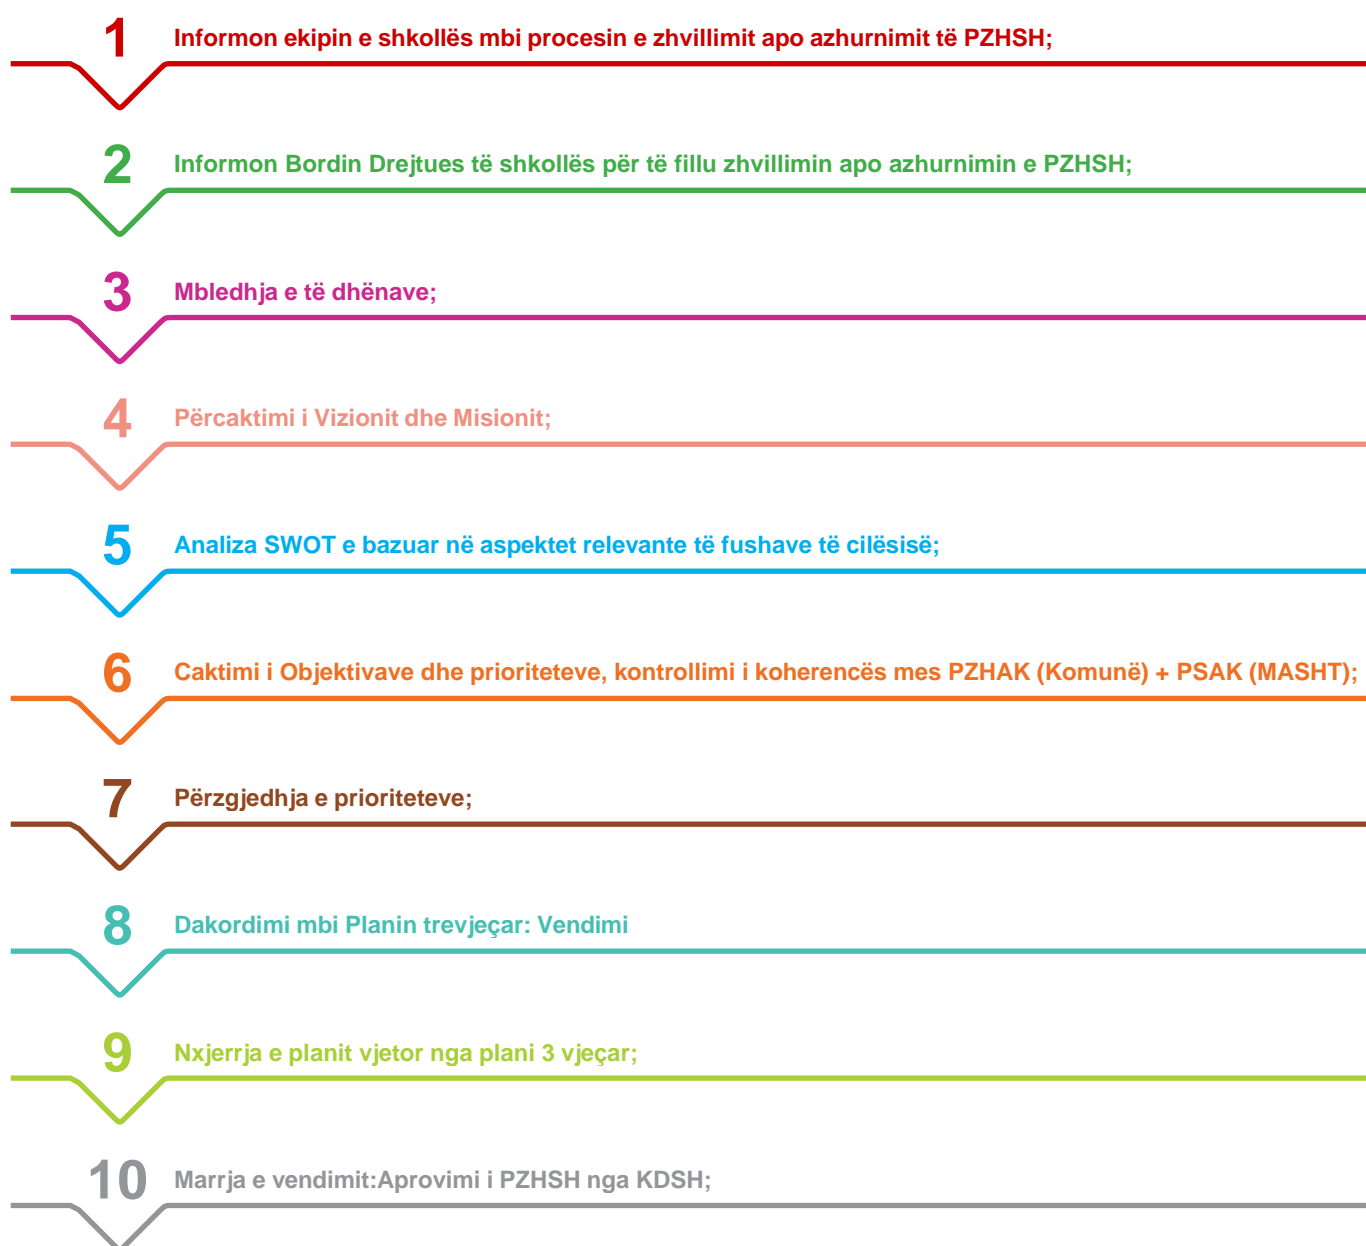 1 Informon ekipin e shkollës mbi procesin e zhvillimit apo azhurnimit të PZHSH;
2 Informon Bordin Drejtues të shkollës për të fillu zhvillimin apo azhurnimin e PZHSH;
3 Mbledhja e të dhënave;
4 Përcaktimi i Vizionit dhe Misionit;
5 Analiza SWOT e bazuar në aspektet relevante të fushave të cilësisë;
6 Caktimi i Objektivave dhe prioriteteve, kontrollimi i koherencës mes PZHAK (Komunë) + PSAK (MASHT);
7 Përzgjedhja e prioriteteve;
8 Dakordimi mbi Planin trevjeçar: Vendimi
9 Nxjerrja e planit vjetor nga plani 3 vjeçar;
10 Marrja e vendimit:Aprovimi i PZHSH nga KDSH;